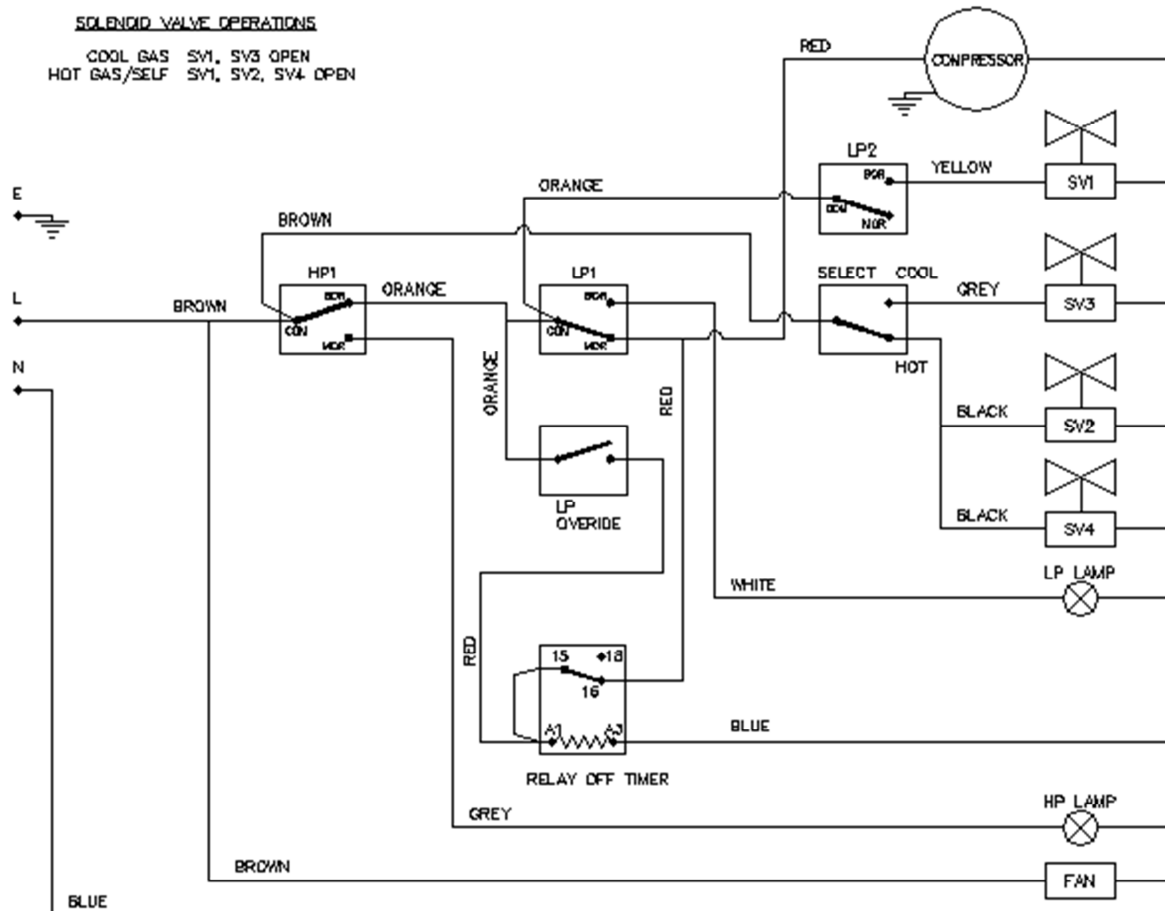 SOLENOID VALVE OPERATIONS
COOL GAS SV1, SV3 OPEN
HOT GAS/SELF SV1, SV2, SV4 OPEN
RED
COMPRESSOR
LP2
YELLOW
SV1
ORANGE
E
BROWN
HP1
LP1
SELECT COOL
GREY
SV3
L
BROWN
ORANGE
CON
CON
N
HOT
ORANGE
RED
BLACK
SV2
LP
OVERIDE
BLACK
SV4
LP LAMP
WHITE
RED
15
18
16
A1
BLUE
RELAY OFF TIMER
HP LAMP
GREY
BROWN
FAN
BLUE